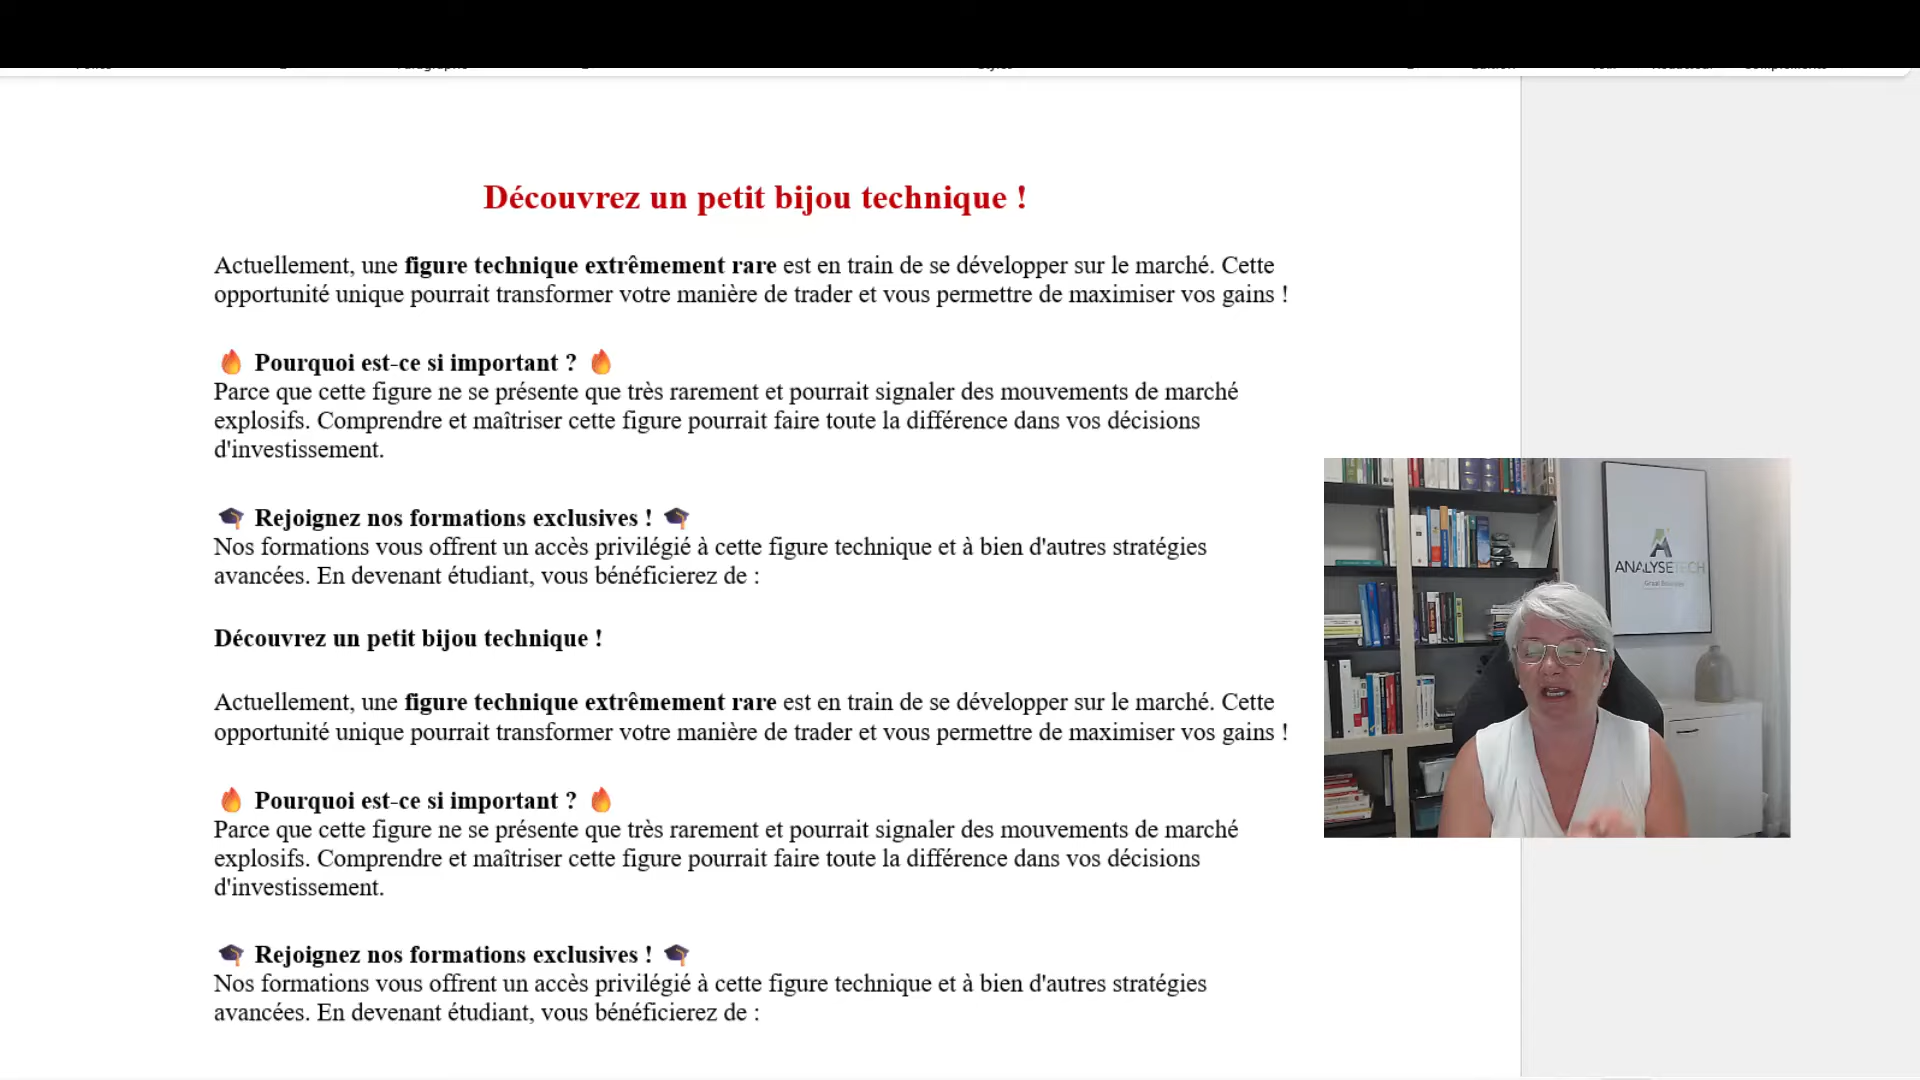 Découvrez un petit bijou technique !
Actuellement, une figure technique extrêmement rare est en train de se développer sur le marché. Cette
opportunité unique pourrait transformer votre manière de trader et vous permettre de maximiser vos gains !
🔥 Pourquoi est-ce si important ? 🔥
Parce que cette figure ne se présente que très rarement et pourrait signaler des mouvements de marché
explosifs. Comprendre et maîtriser cette figure pourrait faire toute la différence dans vos décisions
d'investissement.
🎓 Rejoignez nos formations exclusives ! 🎓
Nos formations vous offrent un accès privilégié à cette figure technique et à bien d'autres stratégies
avancées. En devenant étudiant, vous bénéficierez de :
Découvrez un petit bijou technique !
Actuellement, une figure technique extrêmement rare est en train de se développer sur le marché. Cette
opportunité unique pourrait transformer votre manière de trader et vous permettre de maximiser vos gains !
🔥 Pourquoi est-ce si important ? 🔥
Parce que cette figure ne se présente que très rarement et pourrait signaler des mouvements de marché
explosifs. Comprendre et maîtriser cette figure pourrait faire toute la différence dans vos décisions
d'investissement.
🎓 Rejoignez nos formations exclusives ! 🎓
Nos formations vous offrent un accès privilégié à cette figure technique et à bien d'autres stratégies
avancées. En devenant étudiant, vous bénéficierez de :
ANALYSETECH